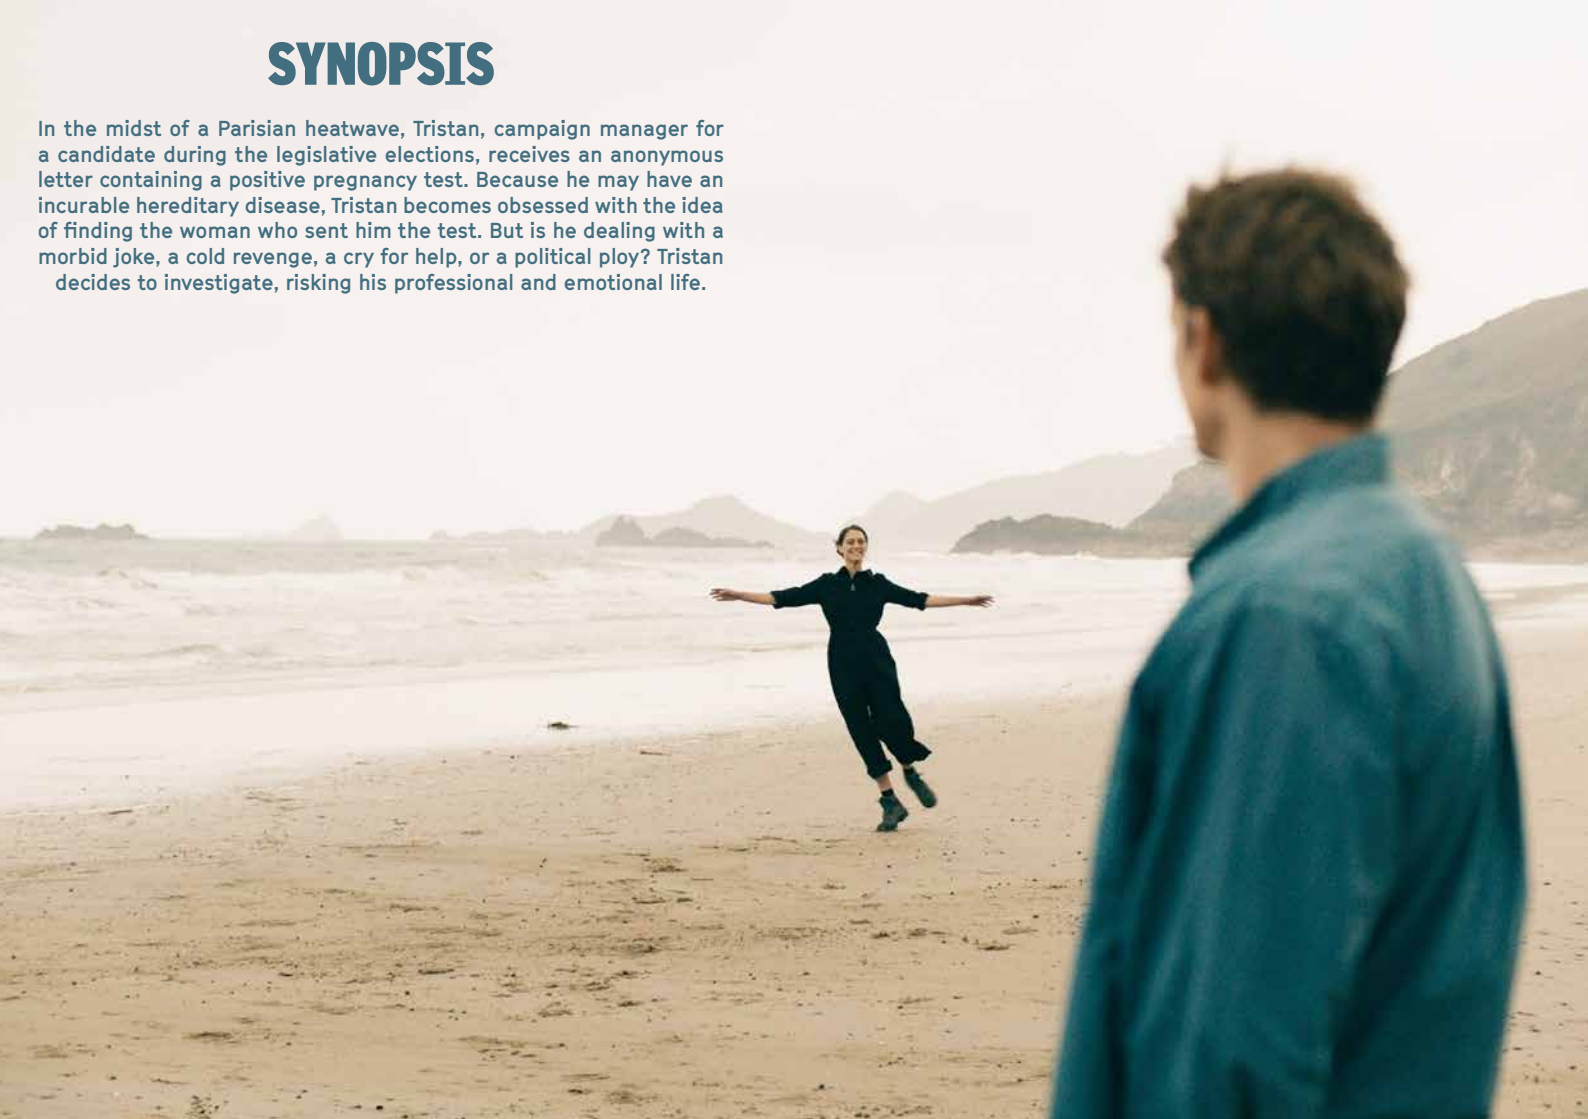 SYNOPSIS
In the midst of a Parisian heatwave, Tristan, campaign manager for
a candidate during the legislative elections, receives an anonymous
letter containing a positive pregnancy test. Because he may have an
incurable hereditary disease, Tristan becomes obsessed with the idea
of finding the woman who sent him the test. But is he dealing with a
morbid joke, a cold revenge, a cry for help, or a political ploy? Tristan
decides to investigate, risking his professional and emotional life.